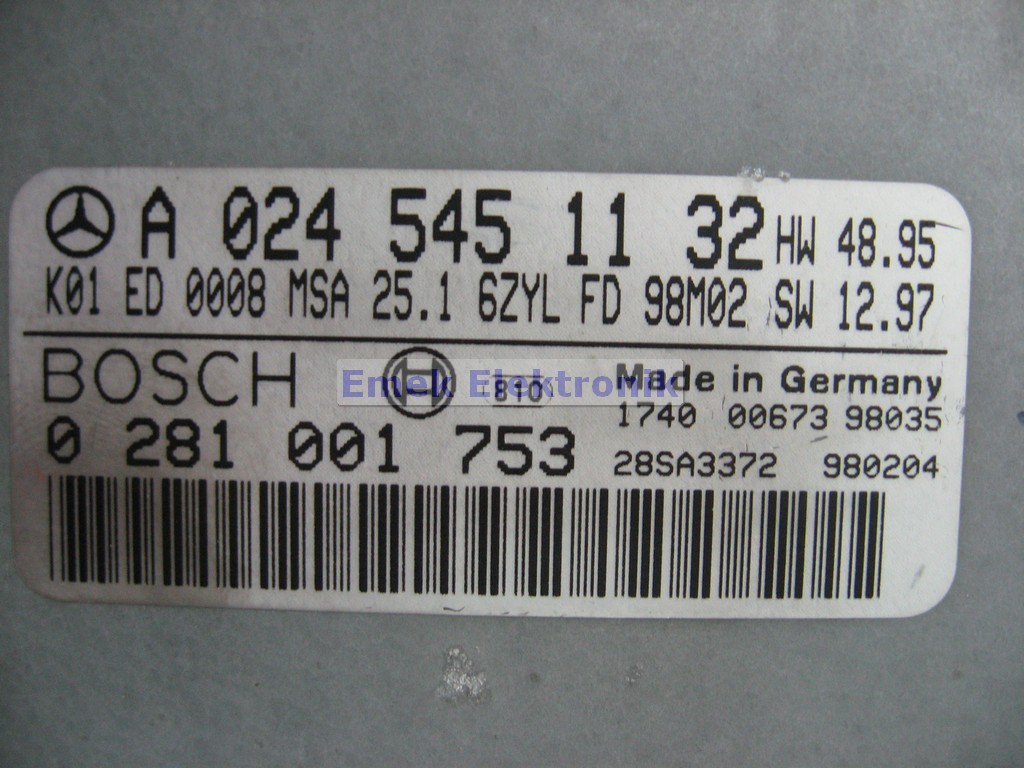 A 024 545 11 32 HW 48.95
K01 ED 0008 MSA 25.1 6ZYL FD 98M02 SW 12.97
BOSCH Made in Germany
Emek Elektronik
1740 00673 98035
0 281 001 753 28SA3372 980204